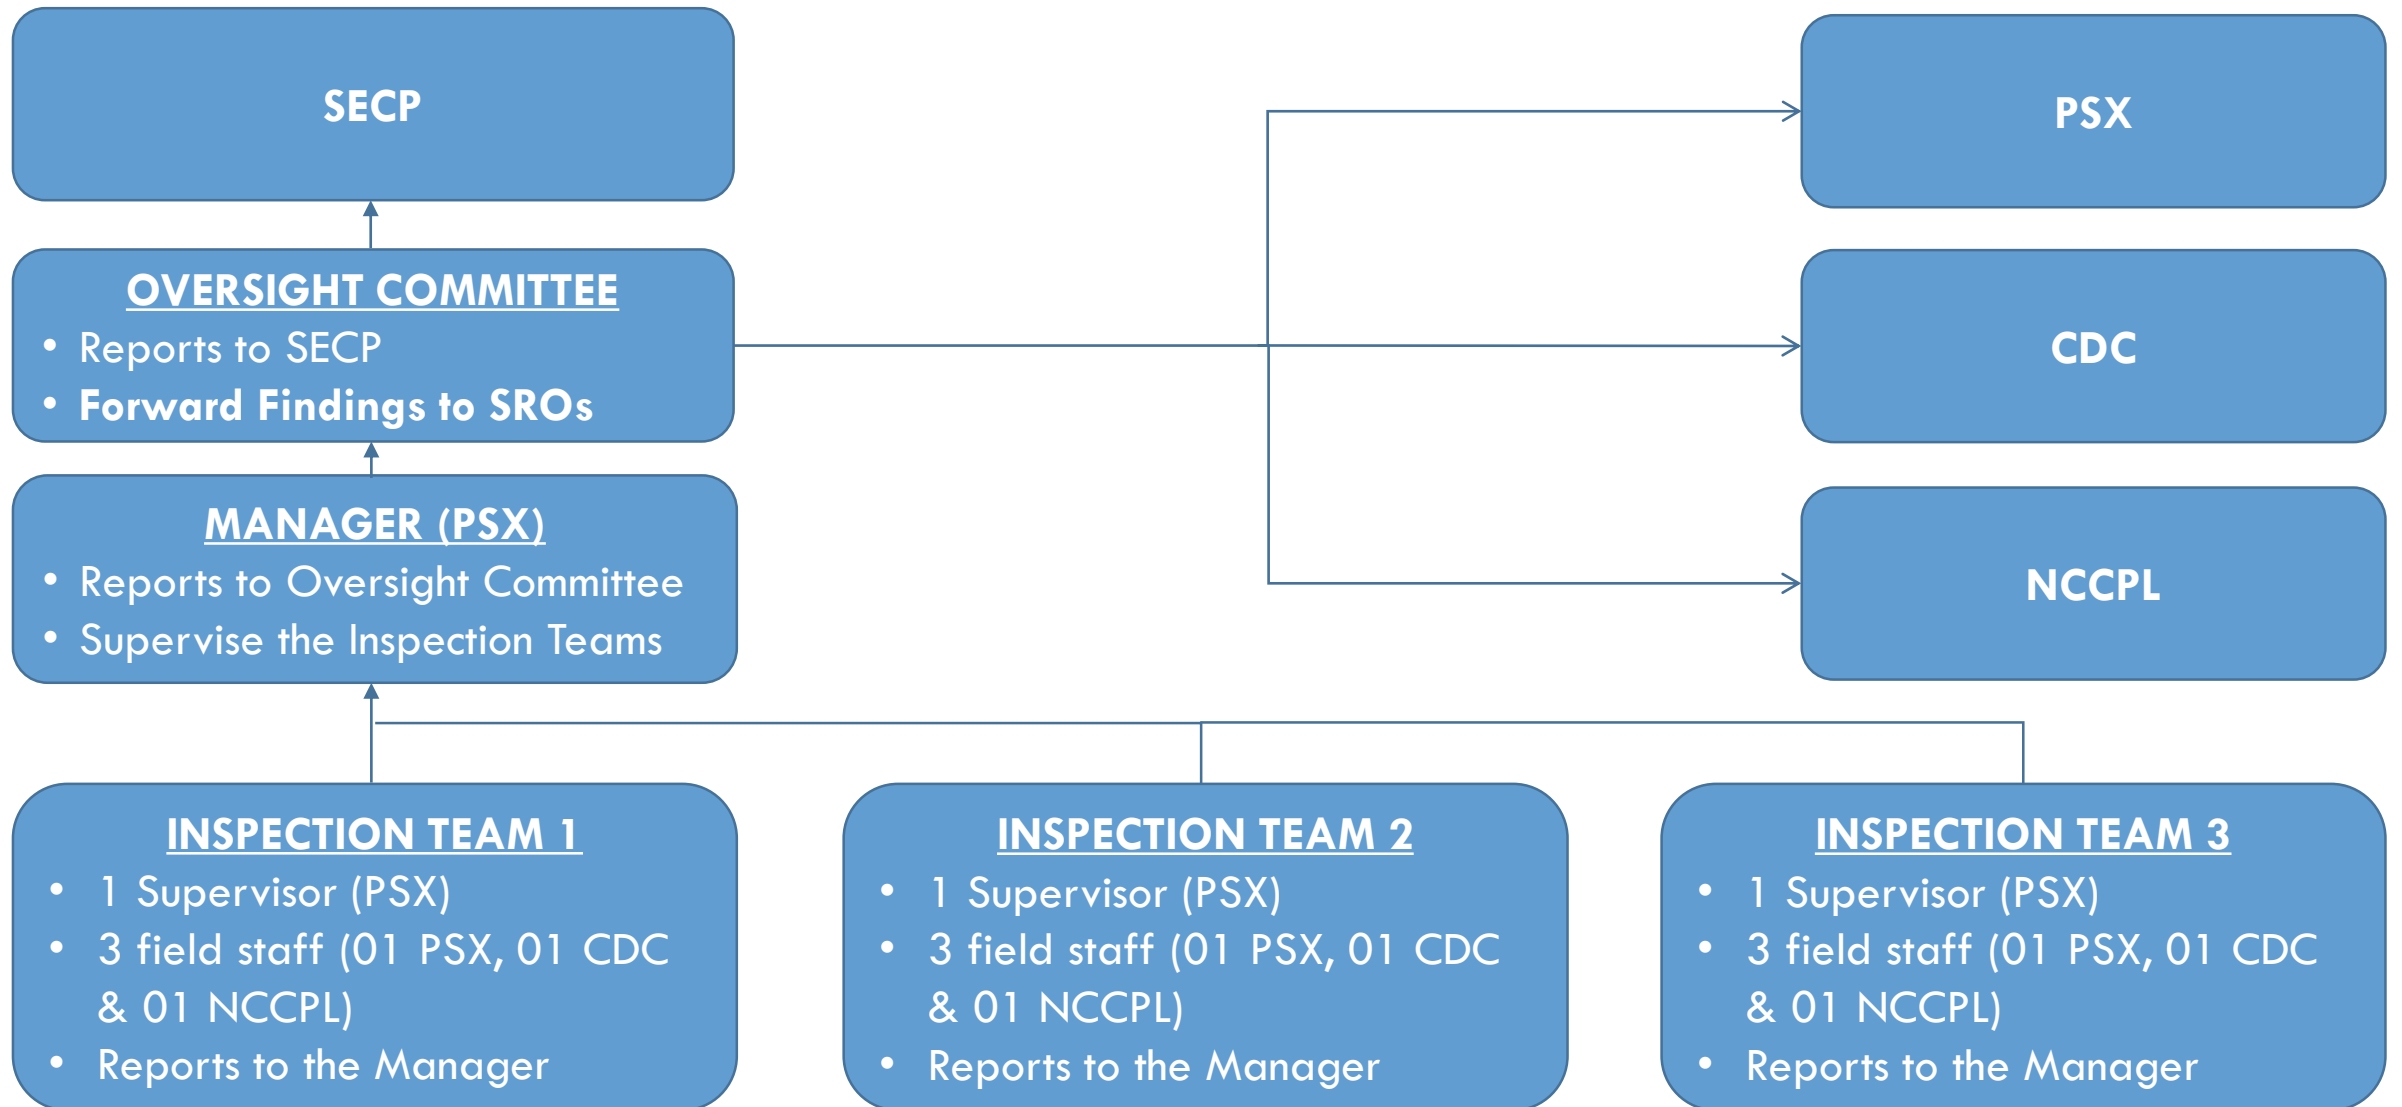 SECP
PSX
OVERSIGHT COMMITTEE
• Reports to SECP
• Forward Findings to SROs
CDC
MANAGER (PSX)
• Reports to Oversight Committee
• Supervise the Inspection Teams
NCCPL
INSPECTION TEAM 1
• 1 Supervisor (PSX)
• 3 field staff (01 PSX, 01 CDC
& 01 NCCPL)
• Reports to the Manager
INSPECTION TEAM 2
• 1 Supervisor (PSX)
• 3 field staff (01 PSX, 01 CDC
& 01 NCCPL)
• Reports to the Manager
INSPECTION TEAM 3
• 1 Supervisor (PSX)
• 3 field staff (01 PSX, 01 CDC
& 01 NCCPL)
• Reports to the Manager